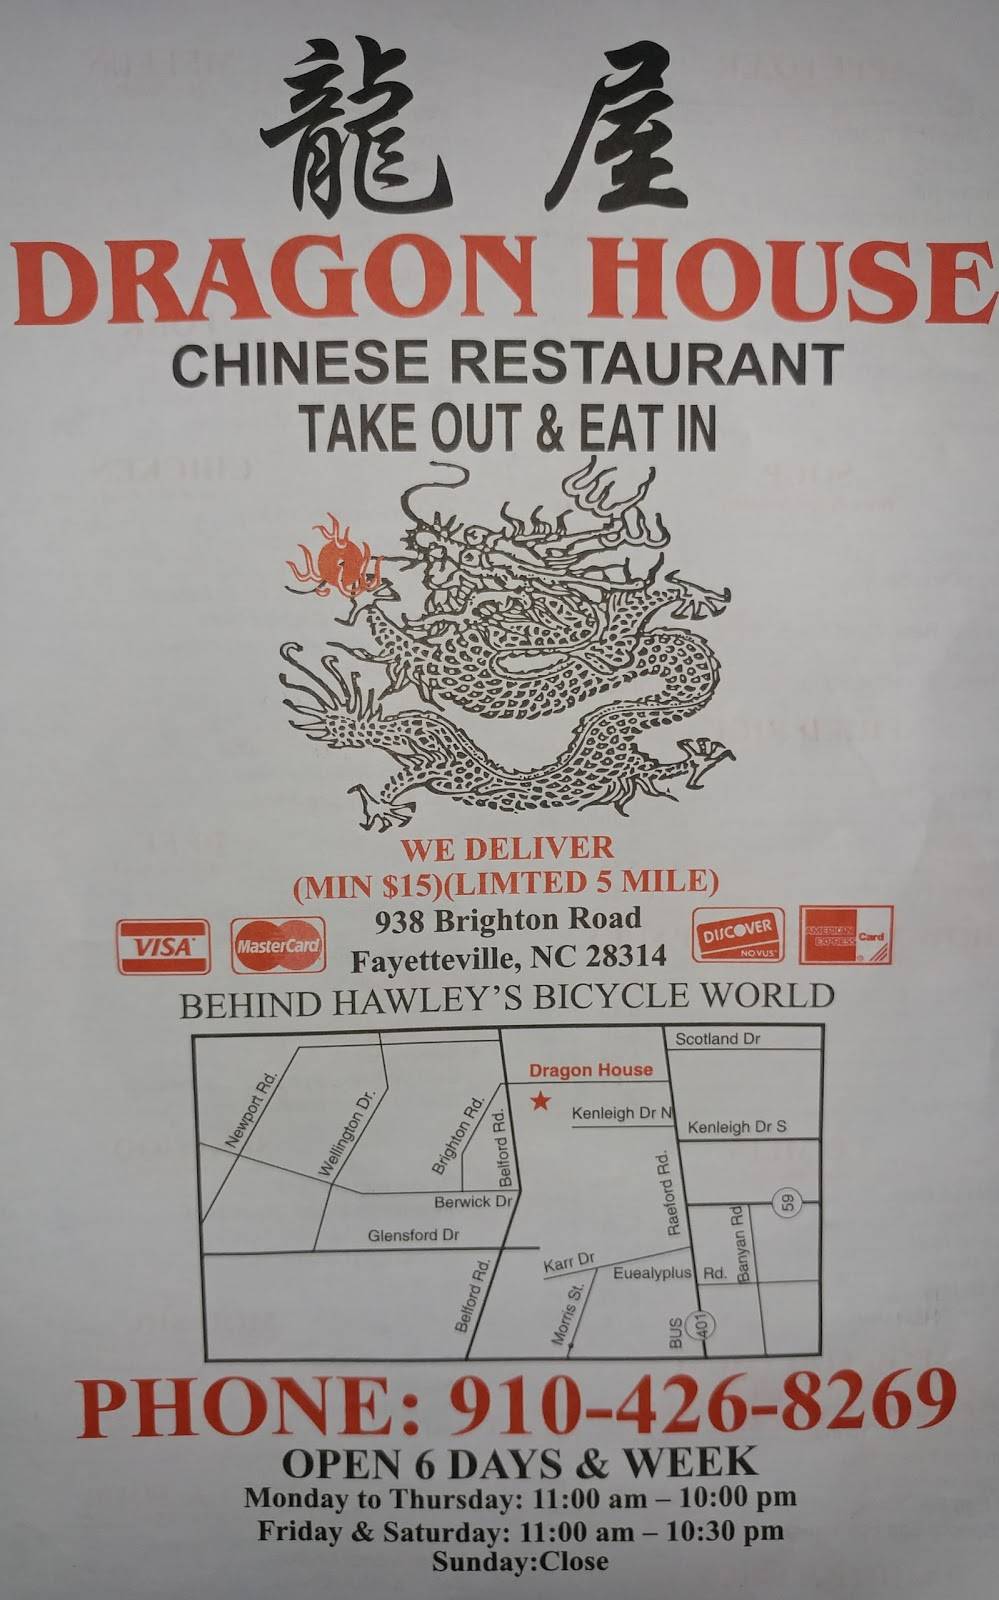 龍 屋
DRAGON HOUSE
CHINESE RESTAURANT
TAKE OUT & EAT IN
WE DELIVER
(MIN $15)(LIMTED 5 MILE)
938 Brighton Road
Fayetteville, NC 28314
VISA
MasterCard
DISCOVER
NOVUS
AMERICAN
EXPRESS
Card
BEHIND HAWLEY'S BICYCLE WORLD
Scotland Dr
Dragon House
Newport Rd.
Wellington Dr.
Brighton Rd.
Belford Rd.
Kenleigh Dr N
Kenleigh Dr S
Raeford Rd.
Berwick Dr
59
Banyan Rd
Glensford Dr
Karr Dr
Euealyplus Rd.
Belford Rd.
Morris St.
BUS
401
PHONE: 910-426-8269
OPEN 6 DAYS & WEEK
Monday to Thursday: 11:00 am – 10:00 pm
Friday & Saturday: 11:00 am – 10:30 pm
Sunday:Close